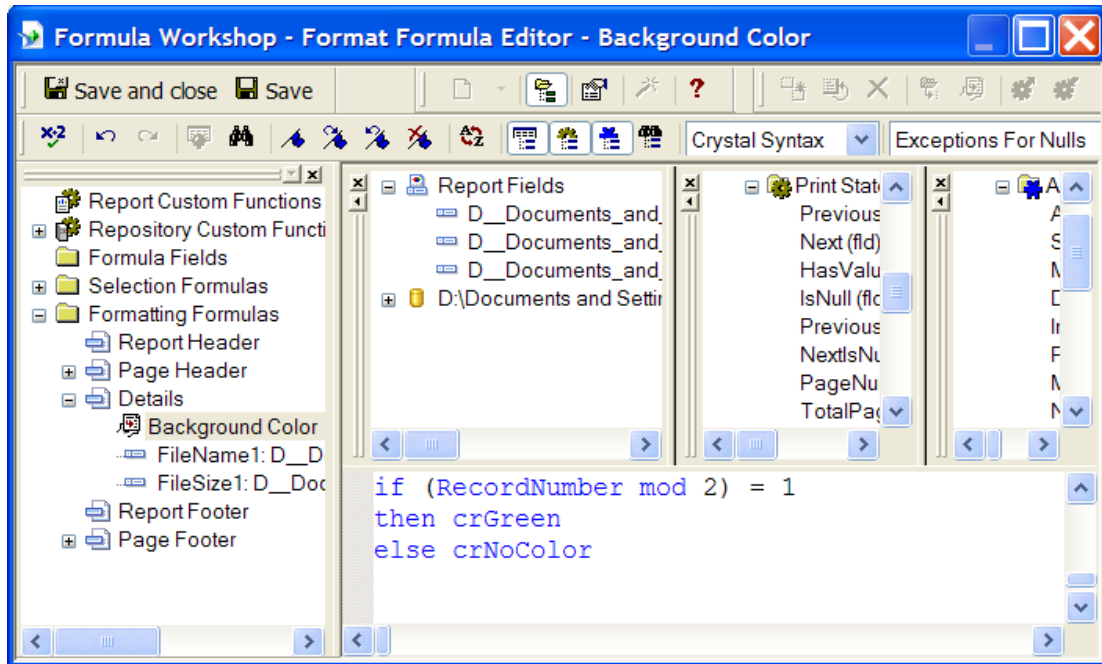 Formula Workshop - Format Formula Editor - Background Color
Save and close Save
Crystal Syntax Exceptions For Nulls
Report Custom Functions
Repository Custom Functi
Formula Fields
Selection Formulas
Formatting Formulas
Report Header
Page Header
Details
Background Color
FileName1: D__D
FileSize1: D__Doc
Report Footer
Page Footer
Report Fields
D__Documents_and_
D__Documents_and_
D__Documents_and_
D:\Documents and Settin
Print State
Previous
Next (fld)
HasValu
IsNull (flc
Previous
NextIsNu
PageNu
TotalPag
if (RecordNumber mod 2) = 1
then crGreen
else crNoColor